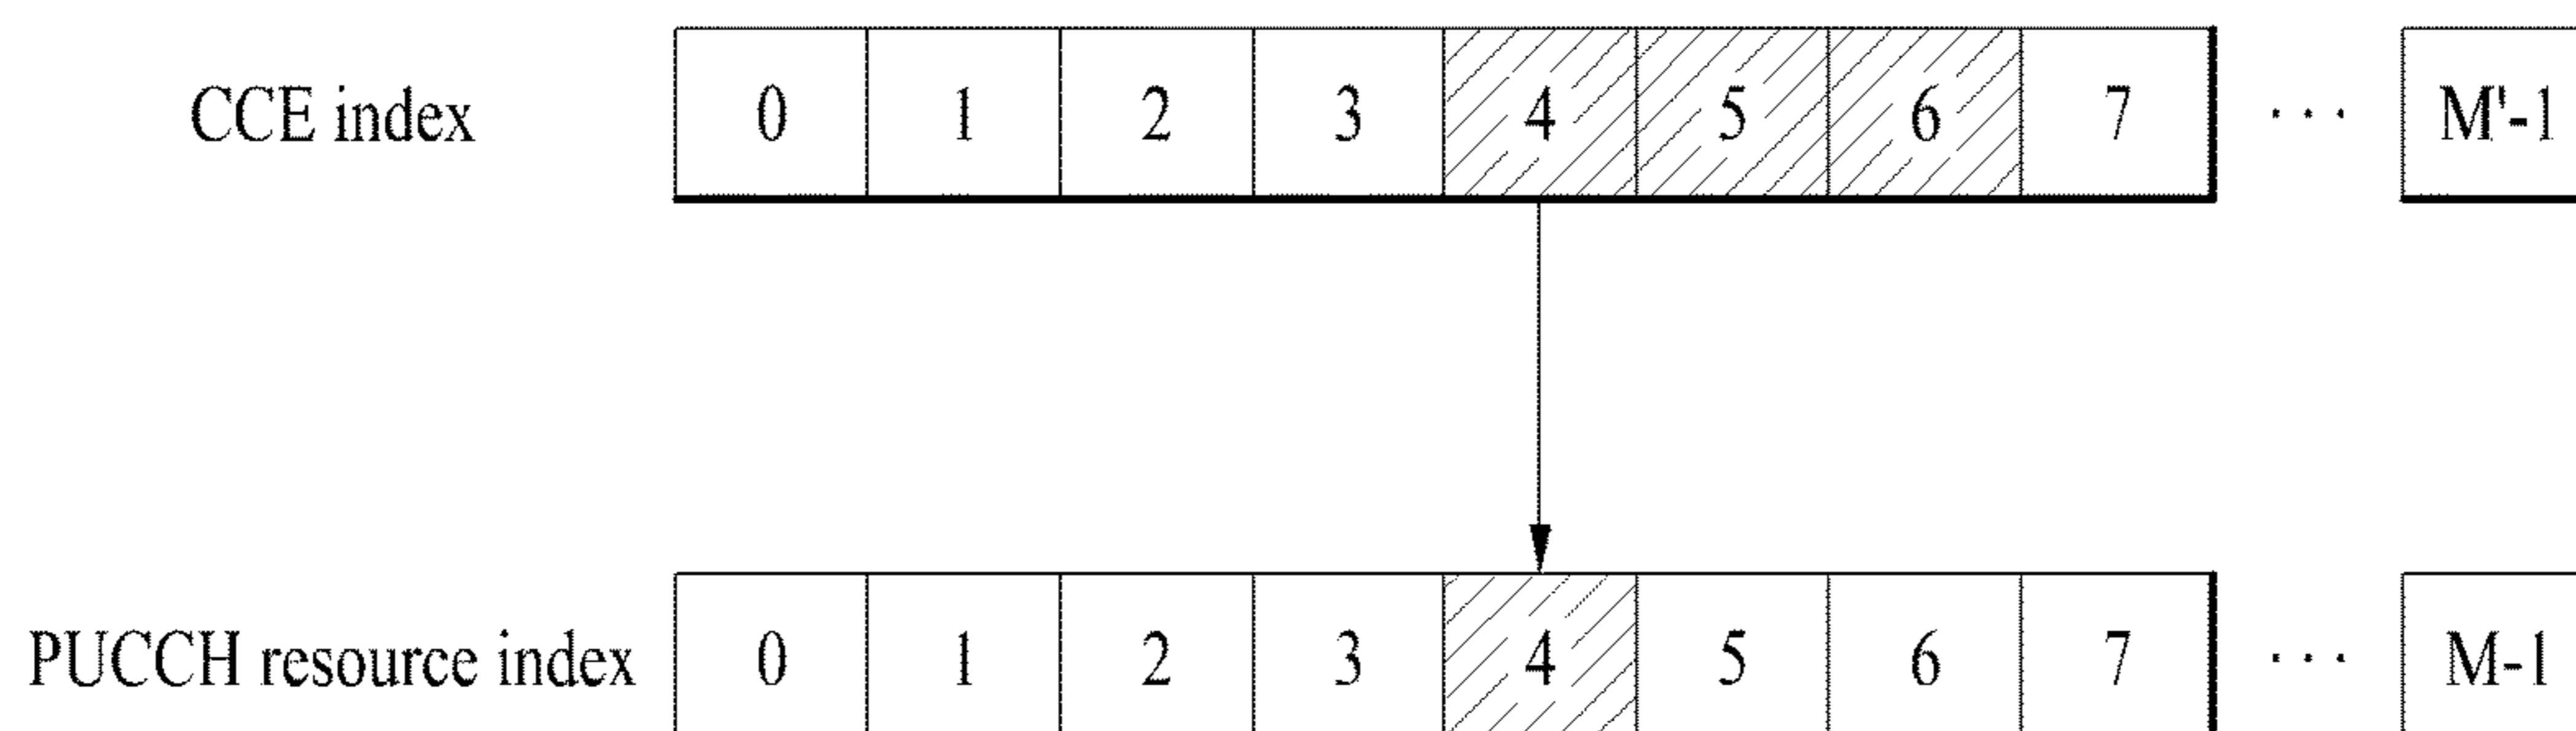 CCE index 0 1 2 3 4 5 6 7 ··· M'-1
PUCCH resource index 0 1 2 3 4 5 6 7 ··· M-1